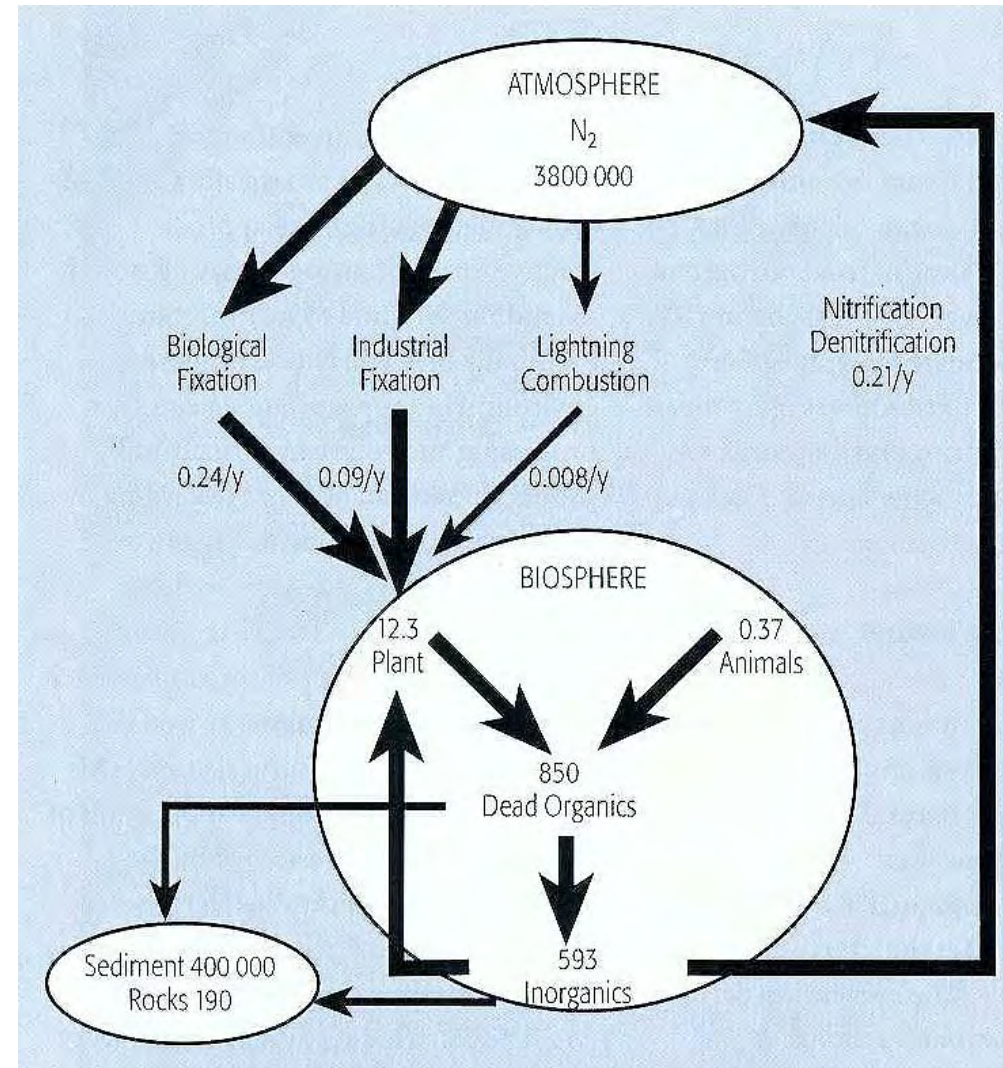 ATMOSPHERE
N₂
3800 000
Biological
Fixation
Industrial
Fixation
Lightning
Combustion
Nitrification
Denitrification
0.21/y
0.24/y
0.09/y
0.008/y
BIOSPHERE
12.3
Plant
0.37
Animals
850
Dead Organics
593
Inorganics
Sediment 400 000
Rocks 190